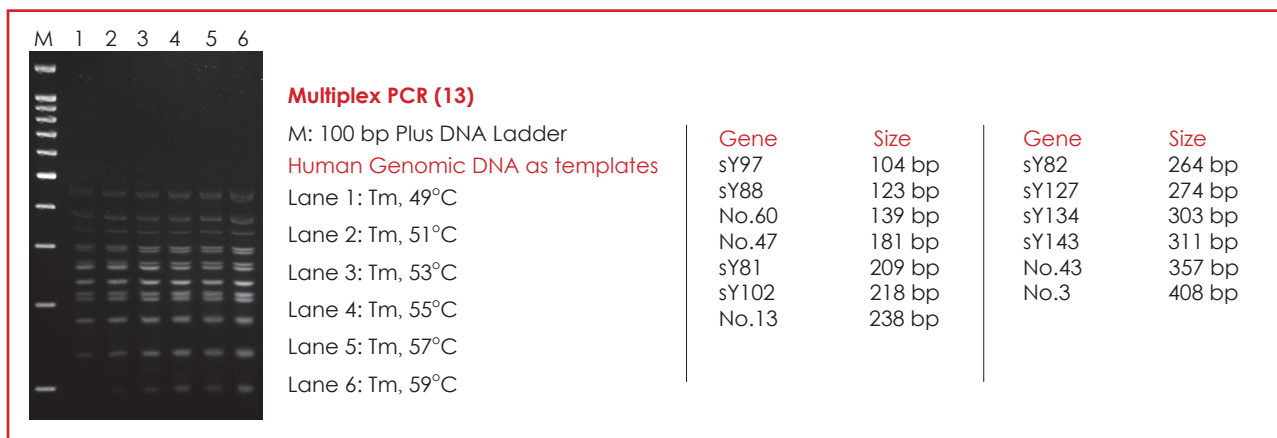 M 1 2 3 4 5 6
Multiplex PCR (13)
M: 100 bp Plus DNA Ladder
Human Genomic DNA as templates
Lane 1: Tm, 49°C
Lane 2: Tm, 51°C
Lane 3: Tm, 53°C
Lane 4: Tm, 55°C
Lane 5: Tm, 57°C
Lane 6: Tm, 59°C
Gene Size
sY97 104 bp
sY88 123 bp
No.60 139 bp
No.47 181 bp
sY81 209 bp
sY102 218 bp
No.13 238 bp
Gene Size
sY82 264 bp
sY127 274 bp
sY134 303 bp
sY143 311 bp
No.43 357 bp
No.3 408 bp